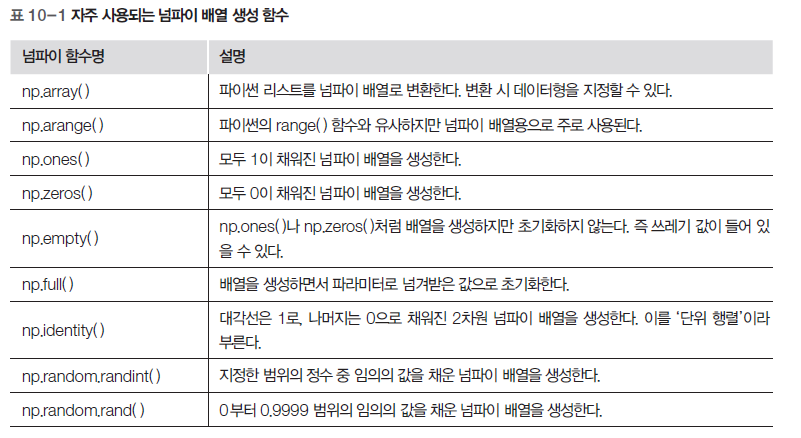 표 10-1 자주 사용되는 넘파이 배열 생성 함수
넘파이 함수명 설명
np.array( ) 파이썬 리스트를 넘파이 배열로 변환한다. 변환 시 데이터형을 지정할 수 있다.
np.arange( ) 파이썬의 range( ) 함수와 유사하지만 넘파이 배열용으로 주로 사용된다.
np.ones( ) 모두 1이 채워진 넘파이 배열을 생성한다.
np.zeros( ) 모두 0이 채워진 넘파이 배열을 생성한다.
np.empty( ) np.ones( )나 np.zeros( )처럼 배열을 생성하지만 초기화하지 않는다. 즉 쓰레기 값이 들어 있
을 수 있다.
np.full( ) 배열을 생성하면서 파라미터로 넘겨받은 값으로 초기화한다.
np.identity( ) 대각선은 1로, 나머지는 0으로 채워진 2차원 넘파이 배열을 생성한다. 이를 ‘단위 행렬’이라
부른다.
np.random.randint( ) 지정한 범위의 정수 중 임의의 값을 채운 넘파이 배열을 생성한다.
np.random.rand( ) 0부터 0.9999 범위의 임의의 값을 채운 넘파이 배열을 생성한다.